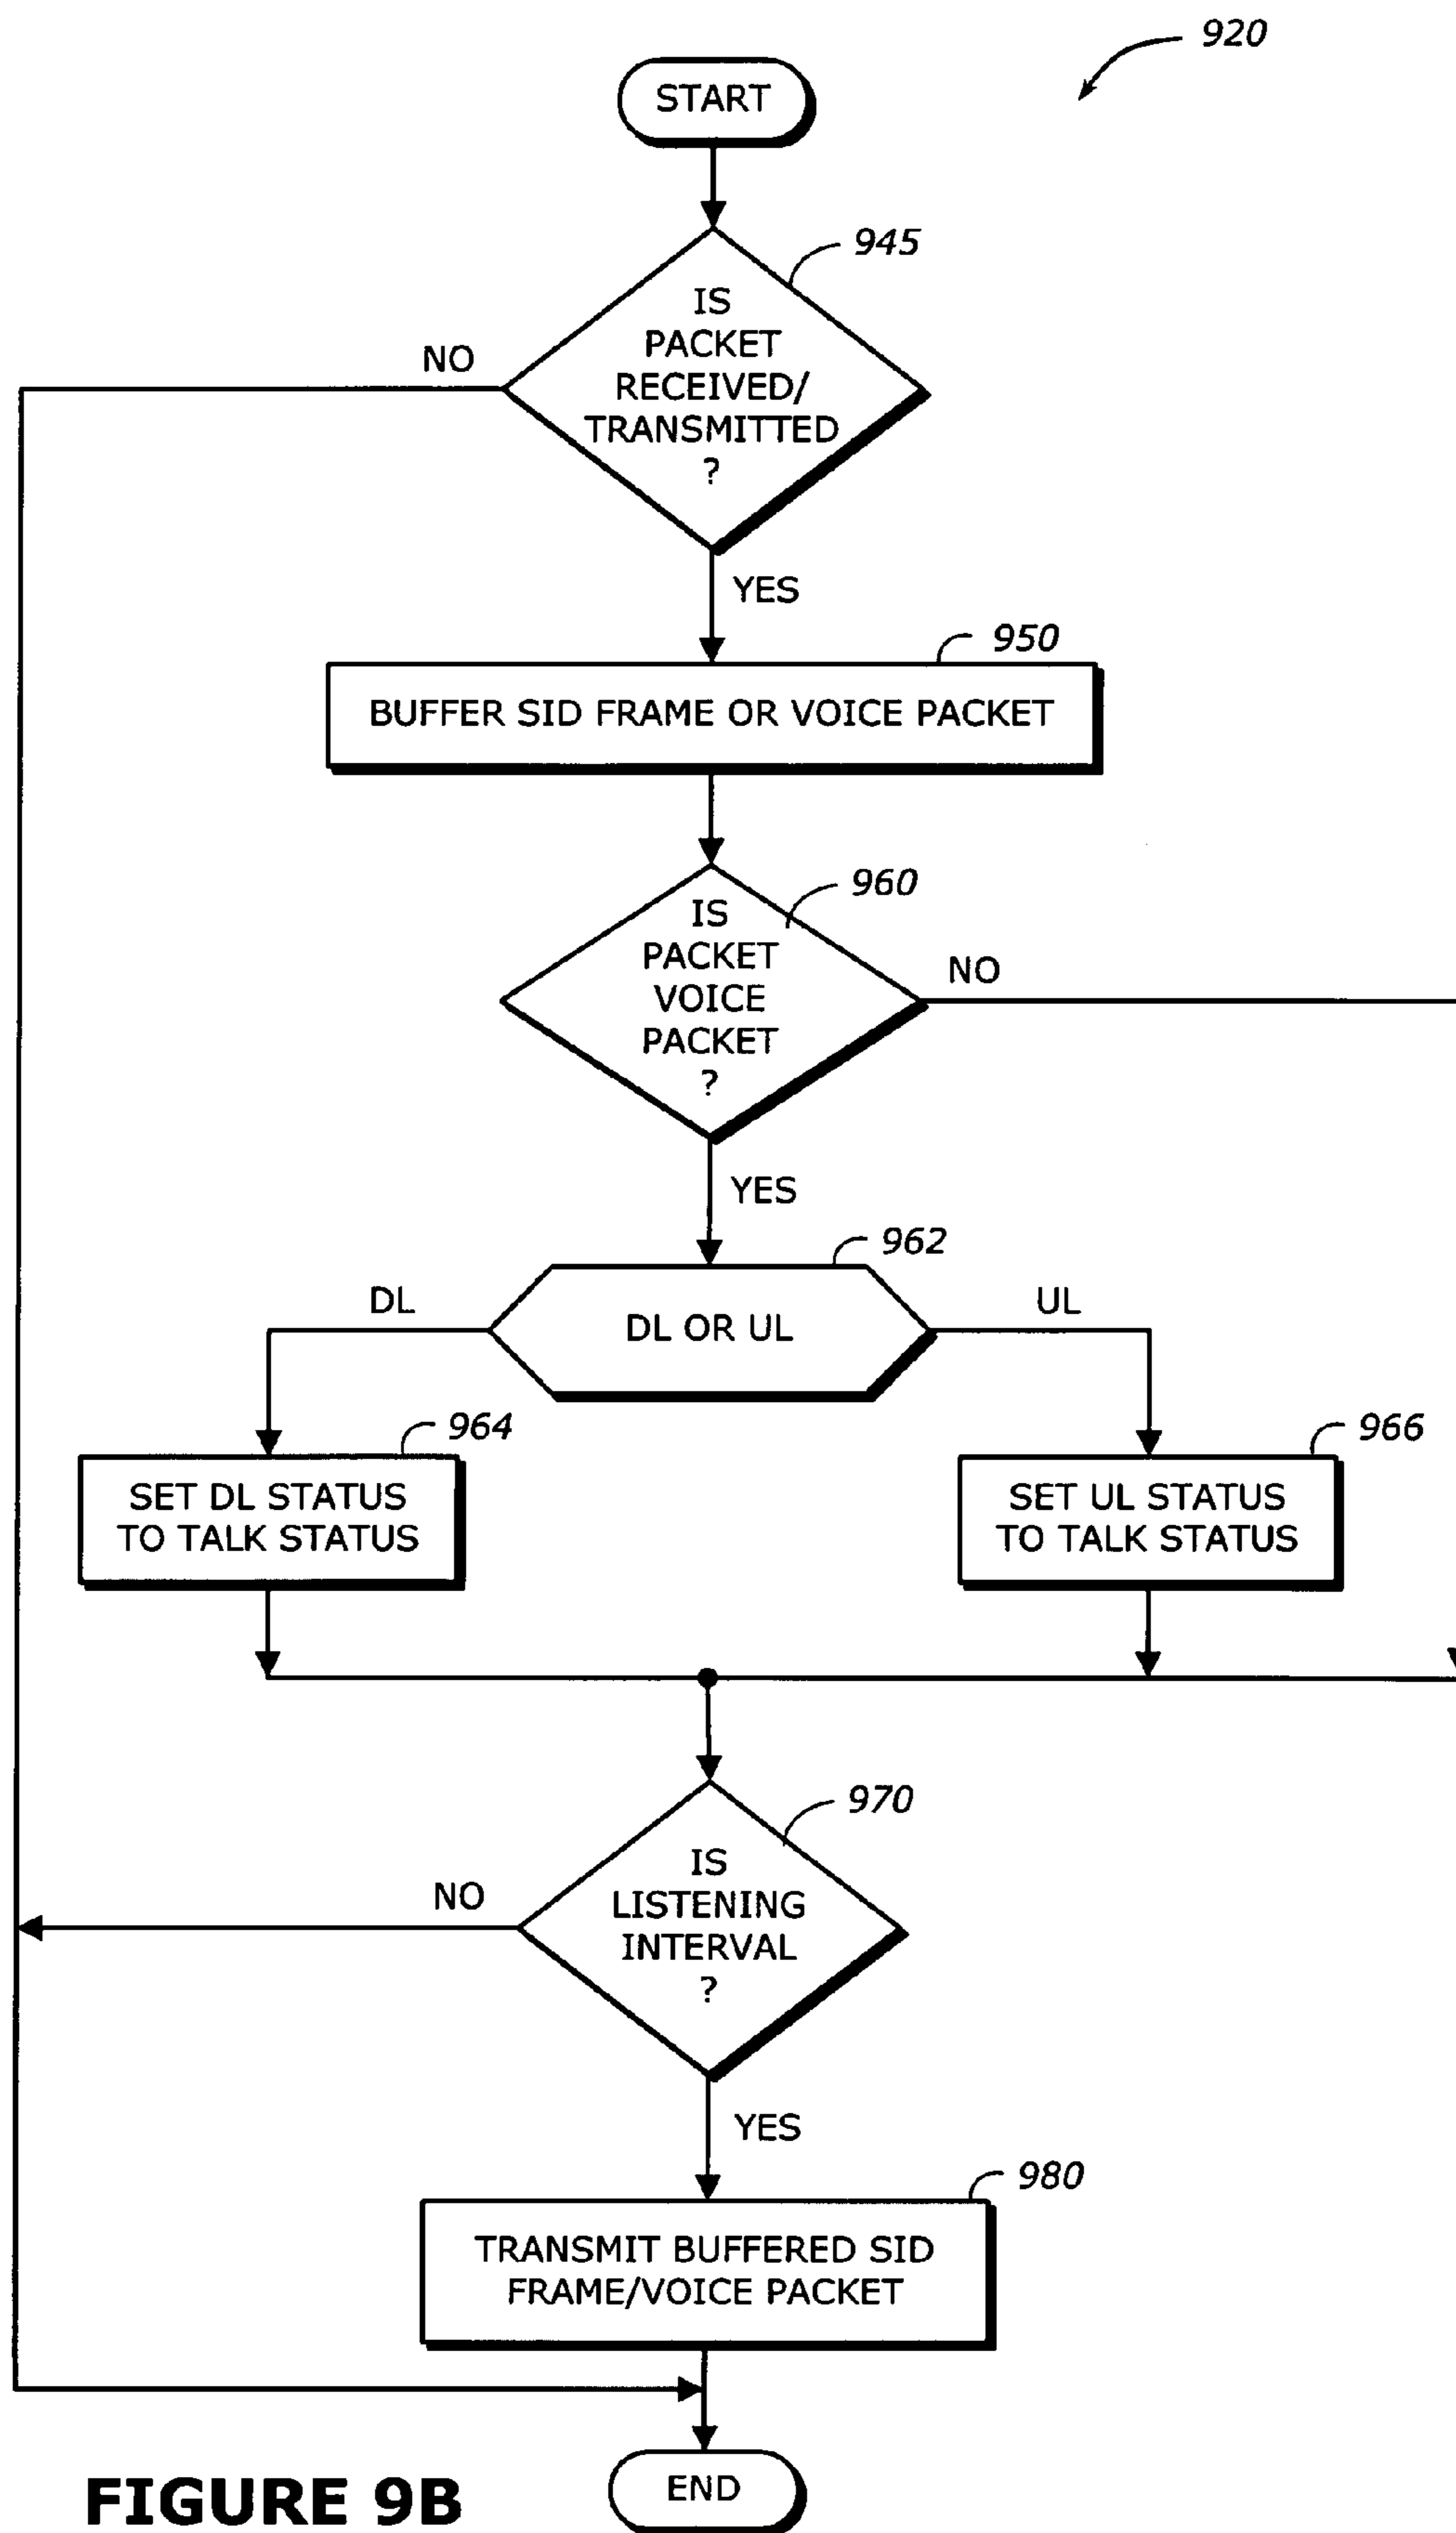 920
START
945
IS
PACKET
RECEIVED/
TRANSMITTED
?
NO
YES
950
BUFFER SID FRAME OR VOICE PACKET
960
IS
PACKET
VOICE
PACKET
?
NO
YES
962
DL
DL OR UL
UL
964
SET DL STATUS
TO TALK STATUS
966
SET UL STATUS
TO TALK STATUS
970
IS
LISTENING
INTERVAL
?
NO
YES
980
TRANSMIT BUFFERED SID
FRAME/VOICE PACKET
END
FIGURE 9B